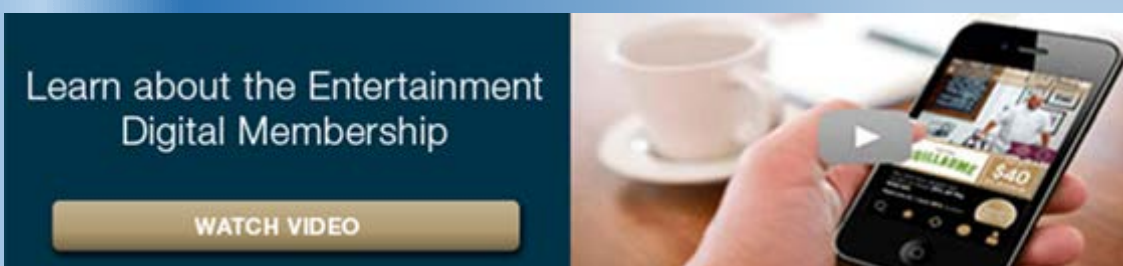 Learn about the Entertainment
Digital Membership
WATCH VIDEO
GUILLAUME
$40